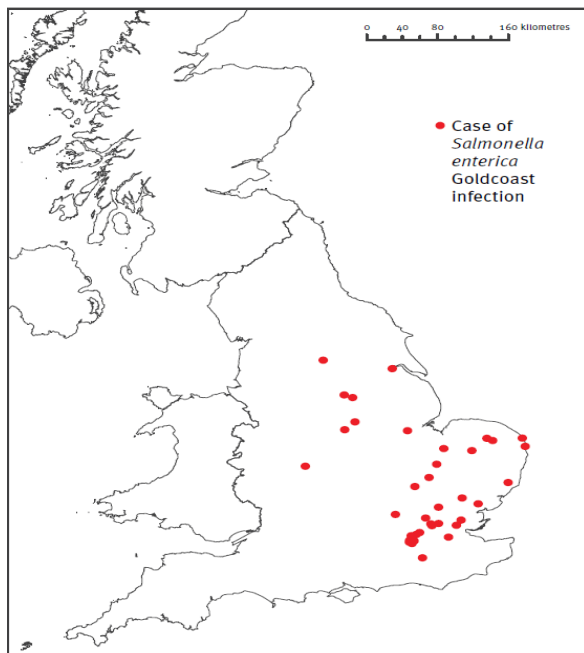 0 40 80 160 kilometres
Case of
Salmonella
enterica
Goldcoast
infection